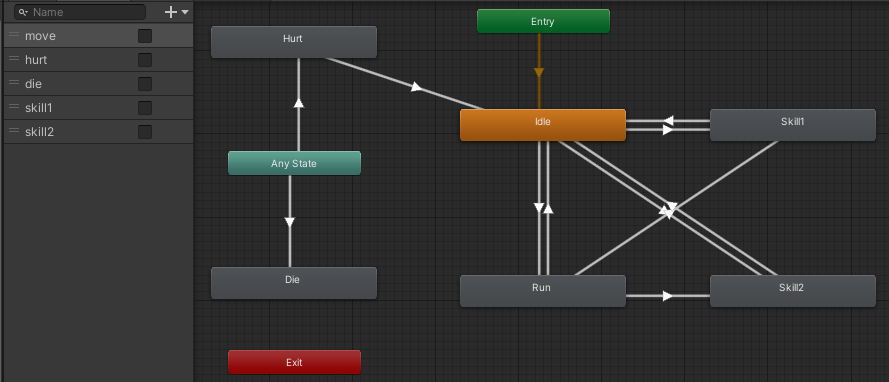 Name
move
hurt
die
skill1
skill2
Entry
Hurt
Idle
Skill1
Any State
Die
Run
Skill2
Exit